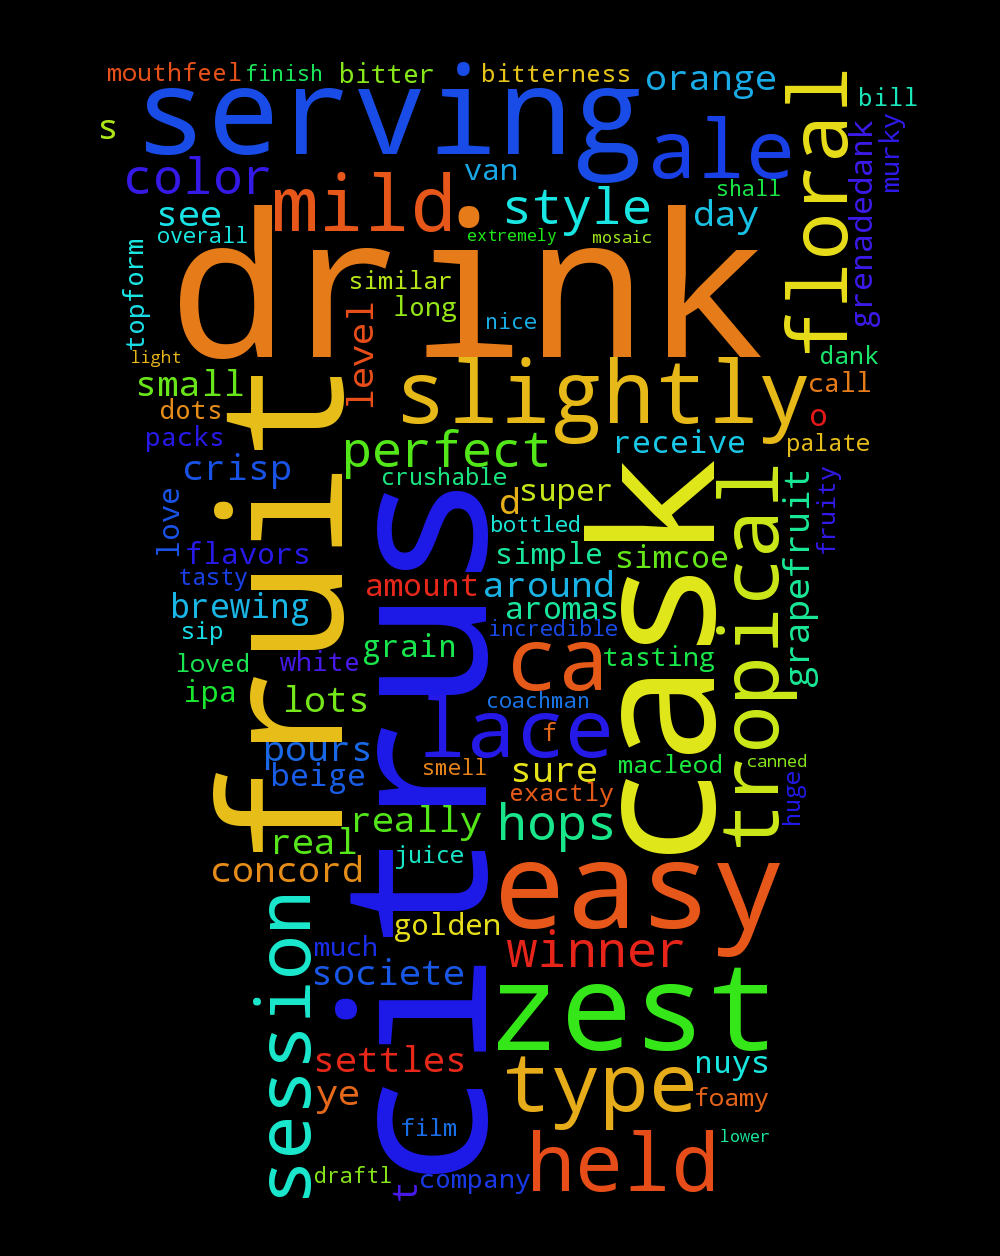 mouthfeel finish bitter bitterness
orange
bill
s
serving
ale
floral
grenadedank
murky
color
mild
van
style
shall
day
see
overall
extremely
mosaic
drink
topform
similar
long
nice
light
level
dank
small
slightly
call
dots
o
packs
perfect
receive
palate
fruit
crisp
crushable
super
d
cask
tropical
grapefruit
fruity
love
citrus
bottled
flavors
simple
simcoe
tasty
amount
around
brewing
aromas
sip
incredible
grain
ca
tasting
loved
white
ipa
lots
coachman
lace
f
pours
beige
smell
sure
macleod
canned
exactly
huge
really
hops
real
juice
concord
easy
session
golden
much
winner
societe
zest
settles
type
nuys
ye
foamy
film
lower
held
draftl
t
company